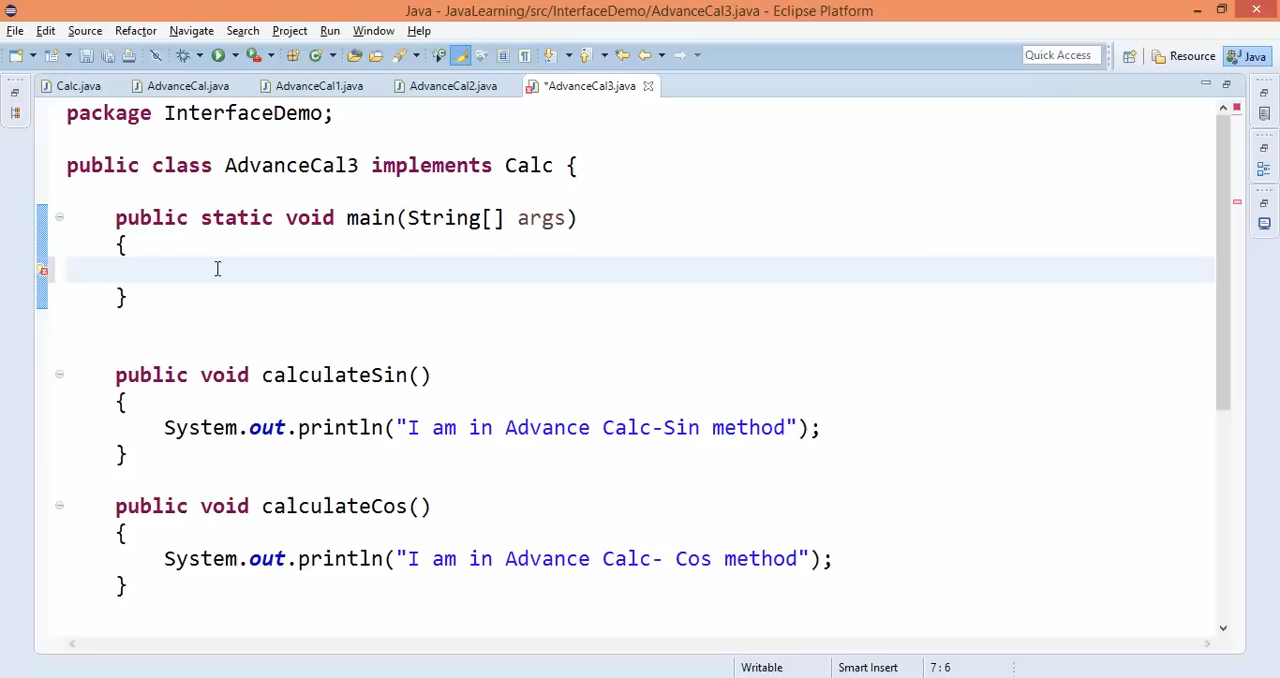 Java - JavaLearning/src/InterfaceDemo/AdvanceCal3.java - Eclipse Platform
File Edit Source Refactor Navigate Search Project Run Window Help
Quick Access Resource Java
Calc.java AdvanceCal.java AdvanceCal1.java AdvanceCal2.java *AdvanceCal3.java
package InterfaceDemo;
public class AdvanceCal3 implements Calc {
public static void main(String[] args)
{
}
public void calculateSin()
{
System.out.println("I am in Advance Calc-Sin method");
}
public void calculateCos()
{
System.out.println("I am in Advance Calc- Cos method");
}
Writable Smart Insert 7 : 6